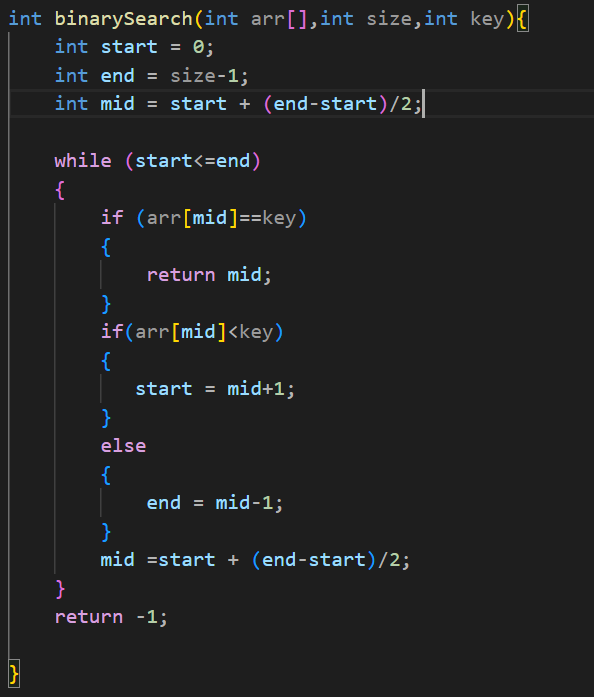 int binarySearch(int arr[],int size,int key){
    int start = 0;
    int end = size-1;
    int mid = start + (end-start)/2;
    while (start<=end)
    {
        if (arr[mid]==key)
        {
            return mid;
        }
        if(arr[mid]<key)
        {
           start = mid+1;
        }
        else
        {
            end = mid-1;
        }
        mid =start + (end-start)/2;
    }
    return -1;
}